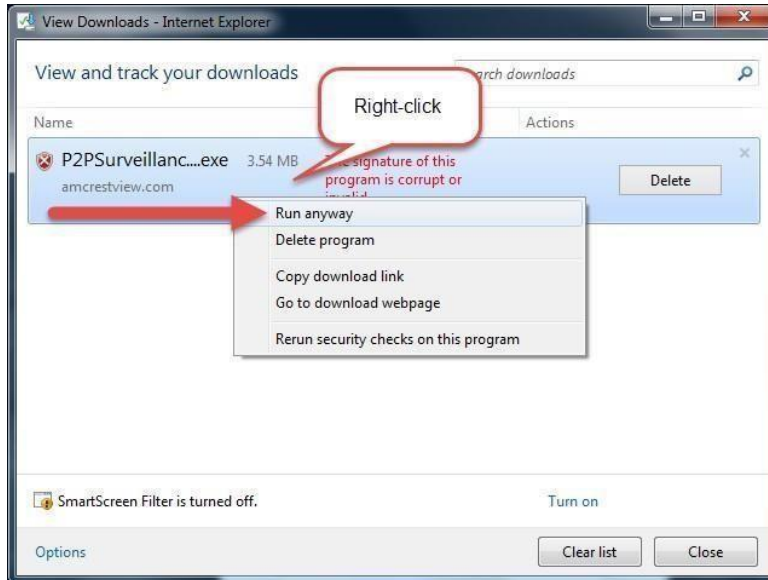 View Downloads - Internet Explorer
View and track your downloads
arch downloads
Right-click
Name
Actions
P2PSurveillanc....exe 3.54 MB
amcrestview.com
signature of this
program is corrupt or
Delete
Run anyway
Delete program
Copy download link
Go to download webpage
Rerun security checks on this program
SmartScreen Filter is turned off.
Turn on
Options
Clear list
Close